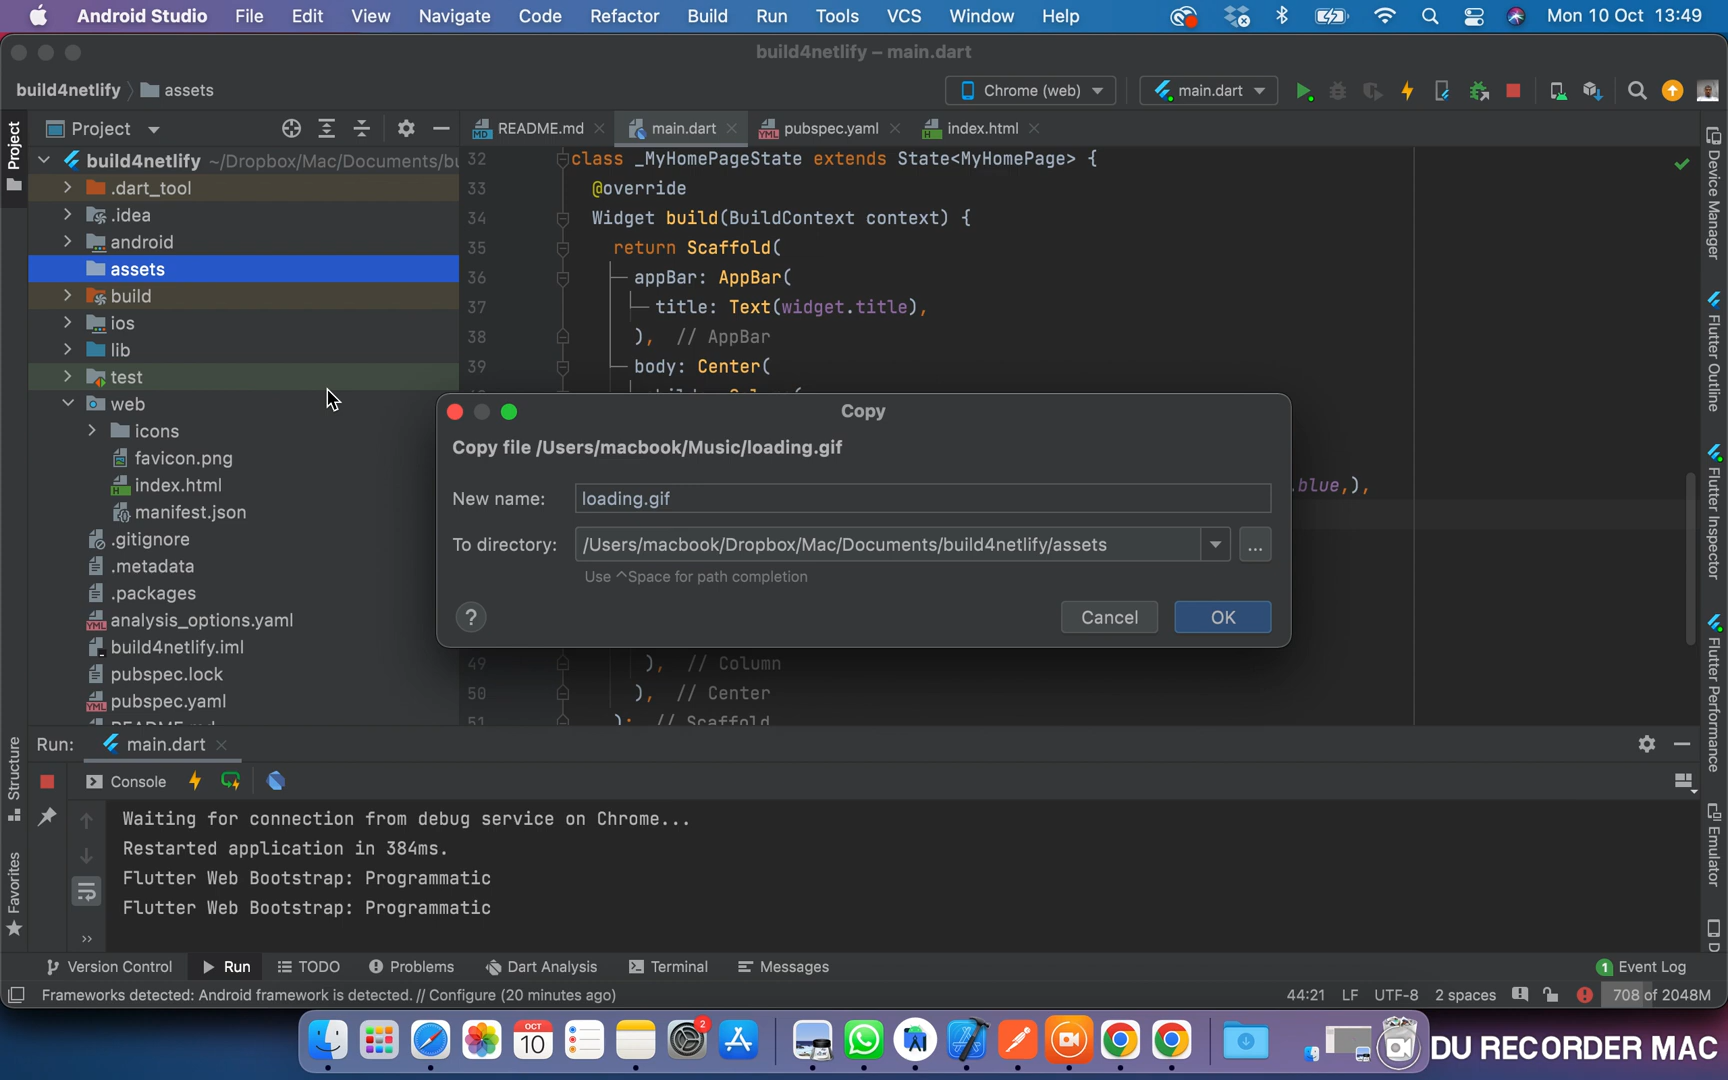 Android Studio File Edit View Navigate Code Refactor Build Run Tools VCS Window Help Mon 10 Oct 13:49
build4netlify – main.dart
build4netlify assets Chrome (web) main.dart
Project README.md main.dart pubspec.yaml index.html
Project
build4netlify ~/Dropbox/Mac/Documents/bu
.dart_tool
.idea
android
assets
build
ios
lib
test
web
icons
favicon.png
index.html
manifest.json
.gitignore
.metadata
.packages
analysis_options.yaml
build4netlify.iml
pubspec.lock
pubspec.yaml
README.md
32 class _MyHomePageState extends State<MyHomePage> {
33 @override
34 Widget build(BuildContext context) {
35 return Scaffold(
36 appBar: AppBar(
37 title: Text(widget.title),
38 ), // AppBar
39 body: Center(
.blue,),
49 ), // Column
50 ), // Center
51 ); // Scaffold
Copy
Copy file /Users/macbook/Music/loading.gif
New name: loading.gif
To directory: /Users/macbook/Dropbox/Mac/Documents/build4netlify/assets
...
Use ^Space for path completion
? Cancel OK
Device Manager
Flutter Outline
Flutter Inspector
Flutter Performance
Emulator
Structure
Favorites
Run: main.dart
Console
Waiting for connection from debug service on Chrome...
Restarted application in 384ms.
Flutter Web Bootstrap: Programmatic
Flutter Web Bootstrap: Programmatic
Version Control Run TODO Problems Dart Analysis Terminal Messages 1 Event Log
Frameworks detected: Android framework is detected. // Configure (20 minutes ago) 44:21 LF UTF-8 2 spaces 708 of 2048M
OCT
10
2
DU RECORDER MAC